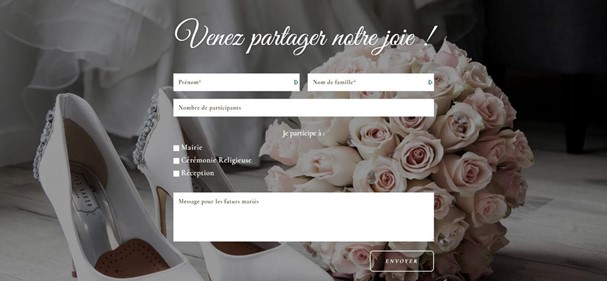 Venez partager notre joie !
Prénom*
Nom de famille*
Nombre de participants
Je participe à :
Mairie
Cérémonie Religieuse
Réception
Message pour les futurs mariés
ENVOYER